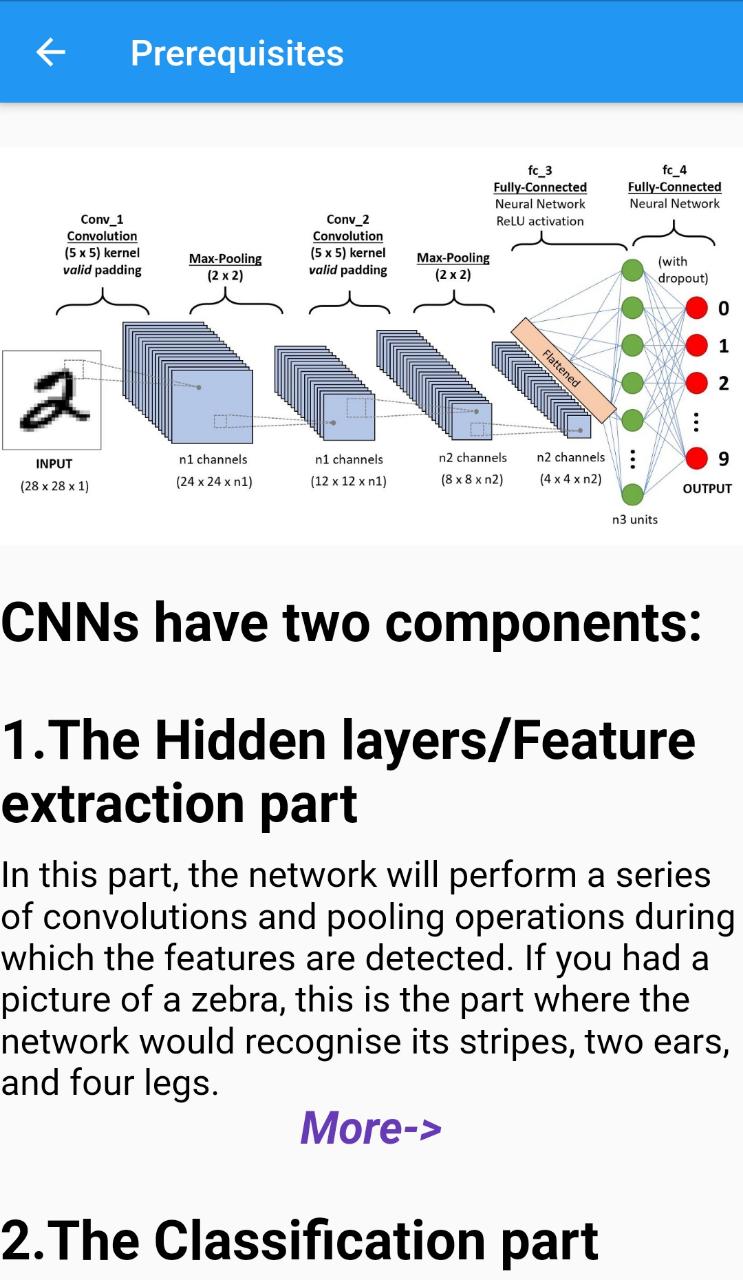 Prerequisites
fc_3
Fully-Connected
Neural Network
ReLU activation
fc_4
Fully-Connected
Neural Network
Conv_1
Convolution
(5 x 5) kernel
valid padding
Max-Pooling
(2 x 2)
Conv_2
Convolution
(5 x 5) kernel
valid padding
Max-Pooling
(2 x 2)
(with
dropout)
Flattened
0
1
2
9
OUTPUT
INPUT
(28 x 28 x 1)
n1 channels
(24 x 24 x n1)
n1 channels
(12 x 12 x n1)
n2 channels
(8 x 8 x n2)
n2 channels
(4 x 4 x n2)
n3 units
2
CNNs have two components:
1.The Hidden layers/Feature
extraction part
In this part, the network will perform a series
of convolutions and pooling operations during
which the features are detected. If you had a
picture of a zebra, this is the part where the
network would recognise its stripes, two ears,
and four legs.
More->
2.The Classification part